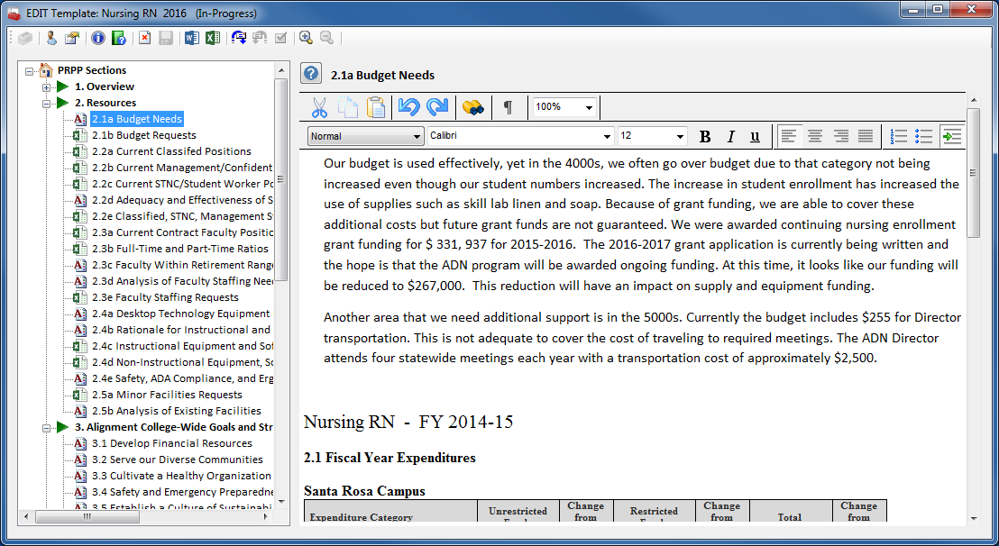 EDIT Template: Nursing RN  2016   (In-Progress)
PRPP Sections
1. Overview
2. Resources
2.1a Budget Needs
2.1b Budget Requests
2.2a Current Classifed Positions
2.2b Current Management/Confident
2.2c Current STNC/Student Worker Po
2.2d Adequacy and Effectiveness of S
2.2e Classified, STNC, Management S
2.3a Current Contract Faculty Positic
2.3b Full-Time and Part-Time Ratios
2.3c Faculty Within Retirement Rang
2.3d Analysis of Faculty Staffing Nee
2.3e Faculty Staffing Requests
2.4a Desktop Technology Equipment
2.4b Rationale for Instructional and
2.4c Instructional Equipment and Sof
2.4d Non-Instructional Equipment, Sc
2.4e Safety, ADA Compliance, and Erg
2.5a Minor Facilities Requests
2.5b Analysis of Existing Facilities
3. Alignment College-Wide Goals and Str
3.1 Develop Financial Resources
3.2 Serve our Diverse Communities
3.3 Cultivate a Healthy Organization
3.4 Safety and Emergency Preparedne
3.5 Establish a Culture of Sustainabi
2.1a Budget Needs
100%
Normal
Calibri
12
B I u
Our budget is used effectively, yet in the 4000s, we often go over budget due to that category not being
increased even though our student numbers increased. The increase in student enrollment has increased the
use of supplies such as skill lab linen and soap. Because of grant funding, we are able to cover these
additional costs but future grant funds are not guaranteed. We were awarded continuing nursing enrollment
grant funding for $ 331, 937 for 2015-2016.  The 2016-2017 grant application is currently being written and
the hope is that the ADN program will be awarded ongoing funding. At this time, it looks like our funding will
be reduced to $267,000.  This reduction will have an impact on supply and equipment funding.
Another area that we need additional support is in the 5000s. Currently the budget includes $255 for Director
transportation. This is not adequate to cover the cost of traveling to required meetings. The ADN Director
attends four statewide meetings each year with a transportation cost of approximately $2,500.
Nursing RN  -  FY 2014-15
2.1 Fiscal Year Expenditures
Santa Rosa Campus
Expenditure Category
Unrestricted
Change
from
Restricted
Change
from
Total
Change
from